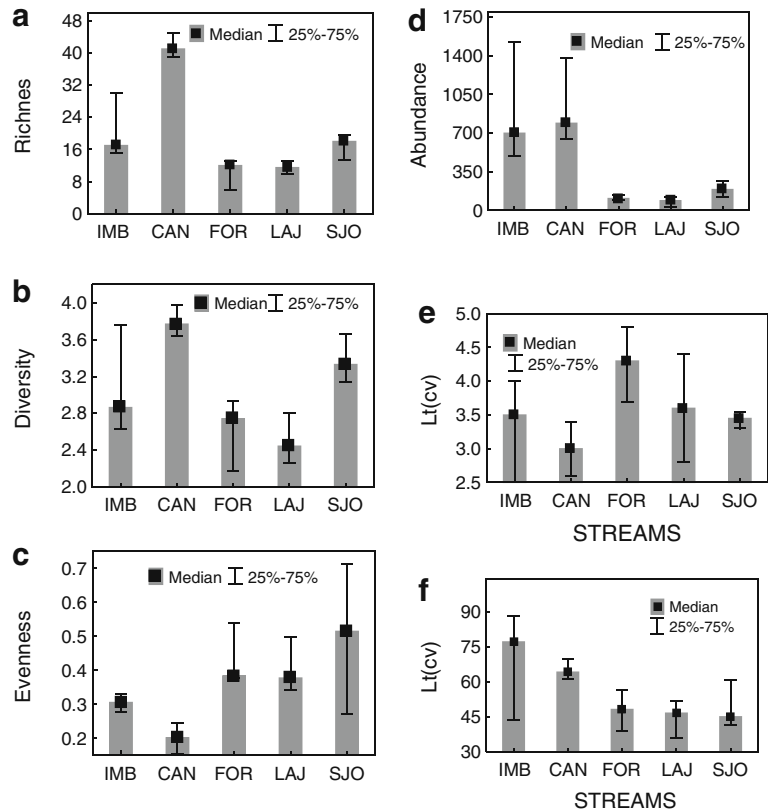 a
48
40
32
24
16
8
0
Richnes
Median 25%-75%
IMB CAN FOR LAJ SJO
b
4.0
3.6
3.2
2.8
2.4
2.0
Diversity
Median 25%-75%
IMB CAN FOR LAJ SJO
c
0.7
0.6
0.5
0.4
0.3
0.2
Evenness
Median 25%-75%
IMB CAN FOR LAJ SJO
d
1750
1400
1050
700
350
0
Abundance
Median 25%-75%
IMB CAN FOR LAJ SJO
e
5.0
4.5
4.0
3.5
3.0
2.5
Lt(cv)
Median
25%-75%
IMB CAN FOR LAJ SJO
STREAMS
f
90
75
60
45
30
Lt(cv)
Median
25%-75%
IMB CAN FOR LAJ SJO
STREAMS